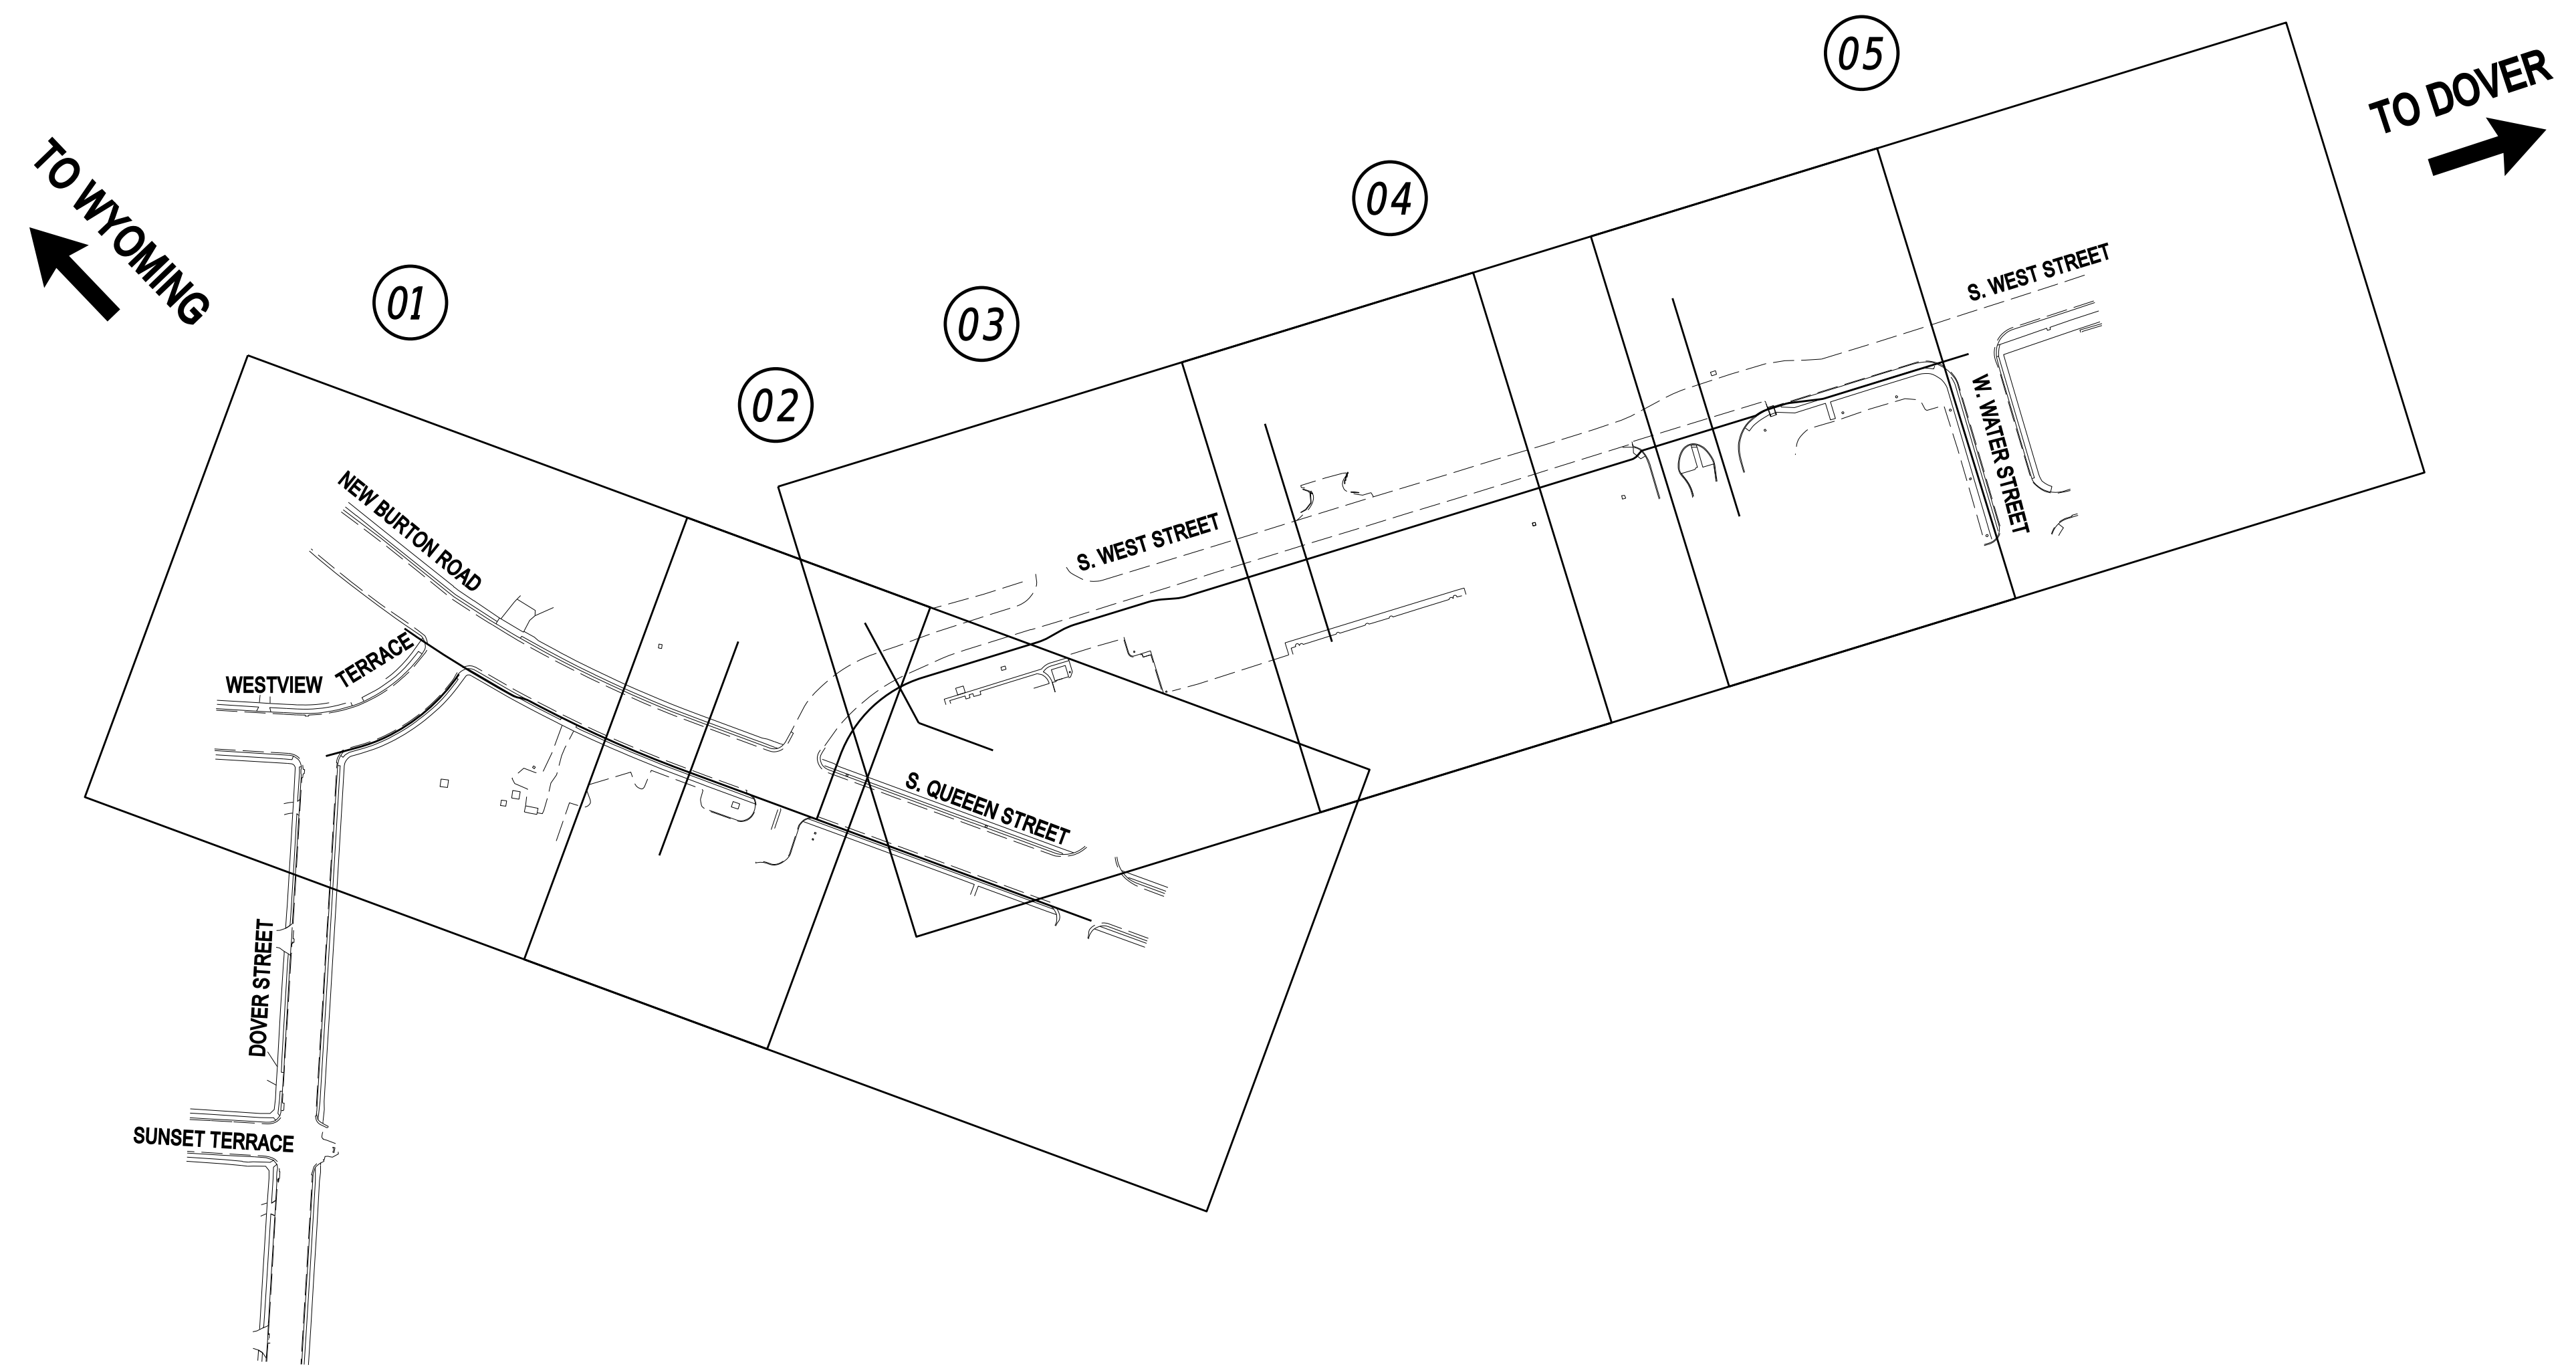 05
TO DOVER
04
TO WYOMING
01
03
02
S. WEST STREET
NEW BURTON ROAD
S. WEST STREET
W. WATER STREET
WESTVIEW TERRACE
S. QUEEEN STREET
DOVER STREET
SUNSET TERRACE